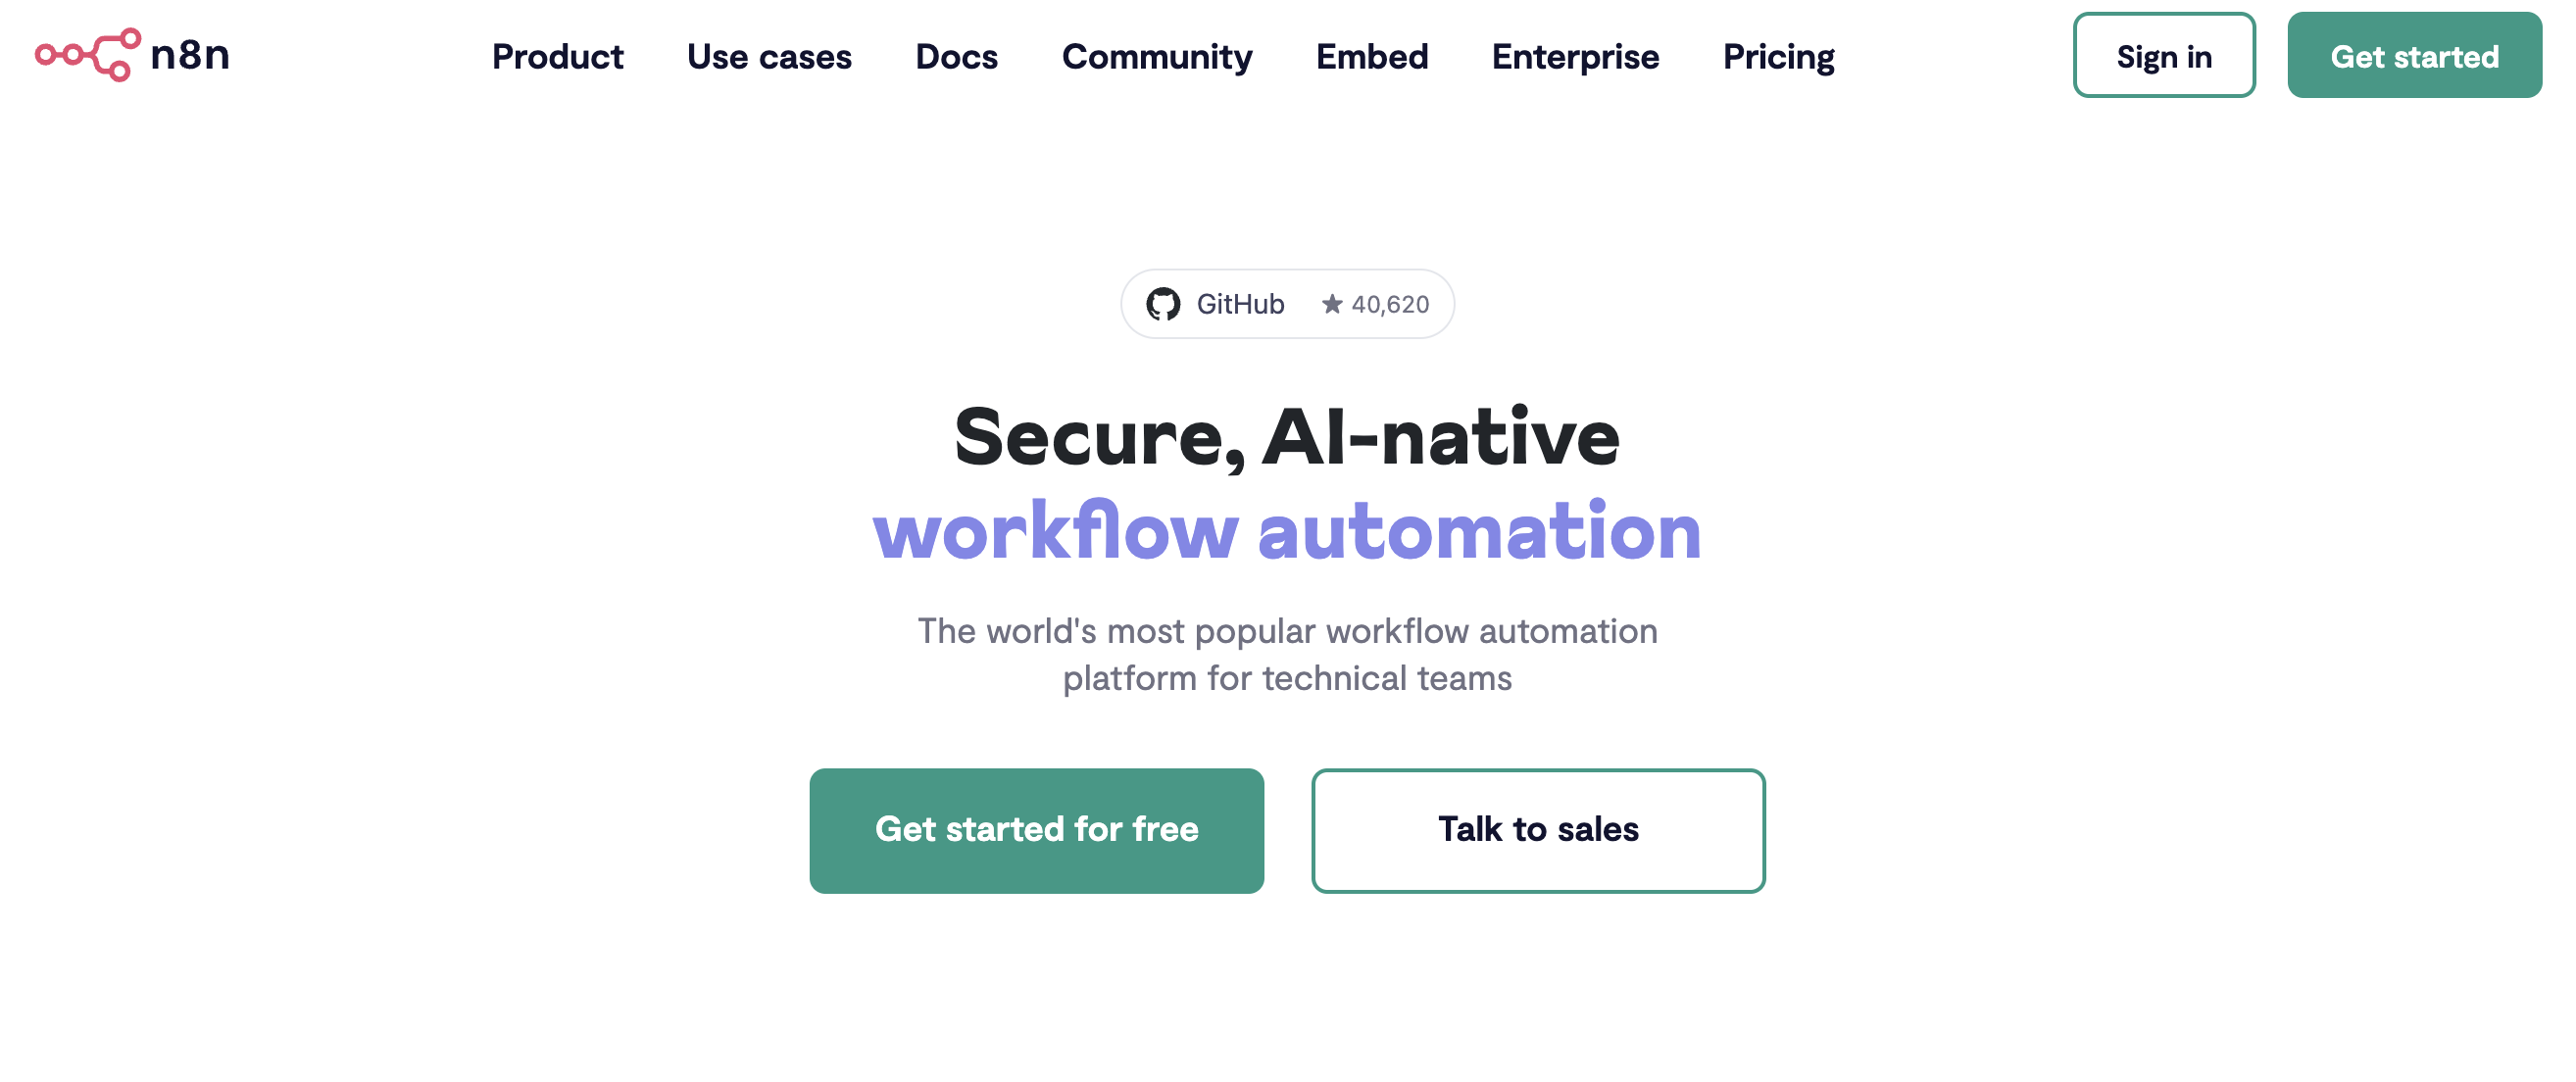 n8n
Product Use cases Docs Community Embed Enterprise Pricing
Sign in Get started
GitHub 40,620
Secure, AI-native
workflow automation
The world's most popular workflow automation
platform for technical teams
Get started for free Talk to sales